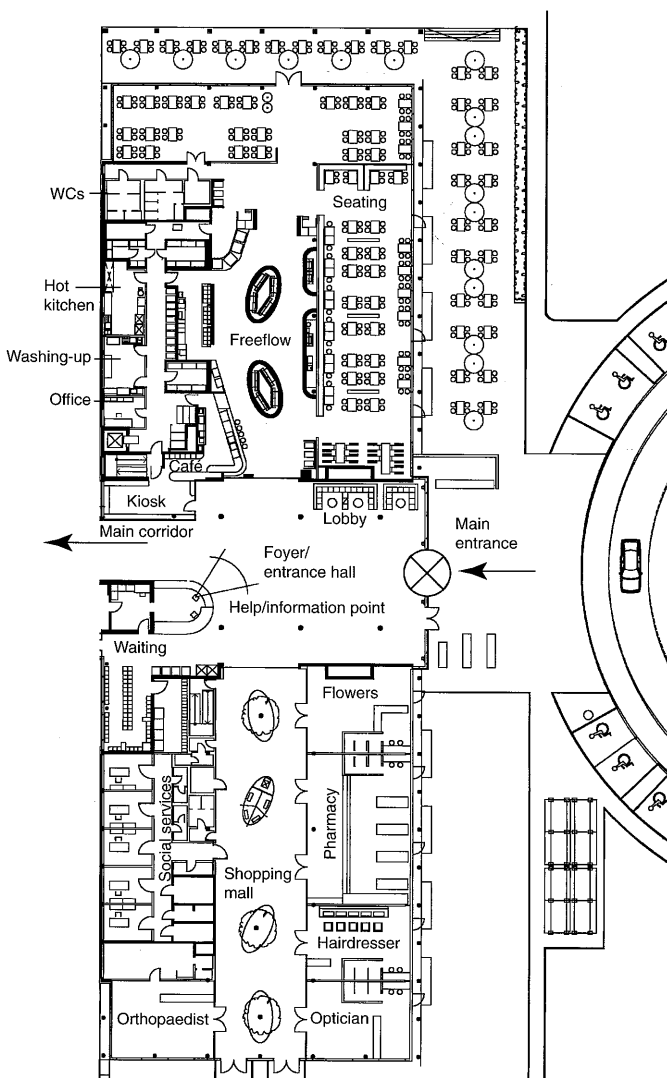 WCs
Seating
Hot
kitchen
Freeflow
Washing-up
Office
Café
Kiosk
Lobby
Main corridor
Main
entrance
Foyer/
entrance hall
Help/information point
Waiting
Flowers
Social services
Pharmacy
Shopping
mall
Hairdresser
Orthopaedist
Optician